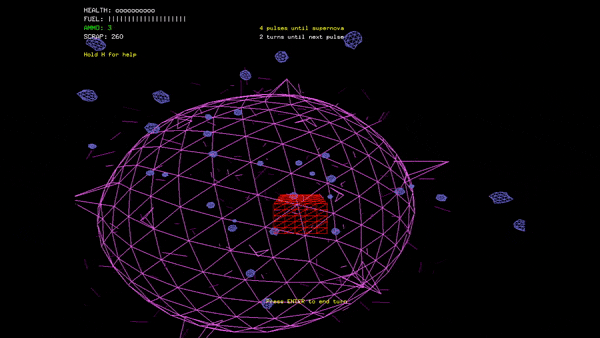 HEALTH: oooooooooo
FUEL: ||||||||||||||||||||
AMMO: 3
SCRAP: 260
Hold H for help
4 pulses until supernova
2 turns until next pulse
Press ENTER to end turn